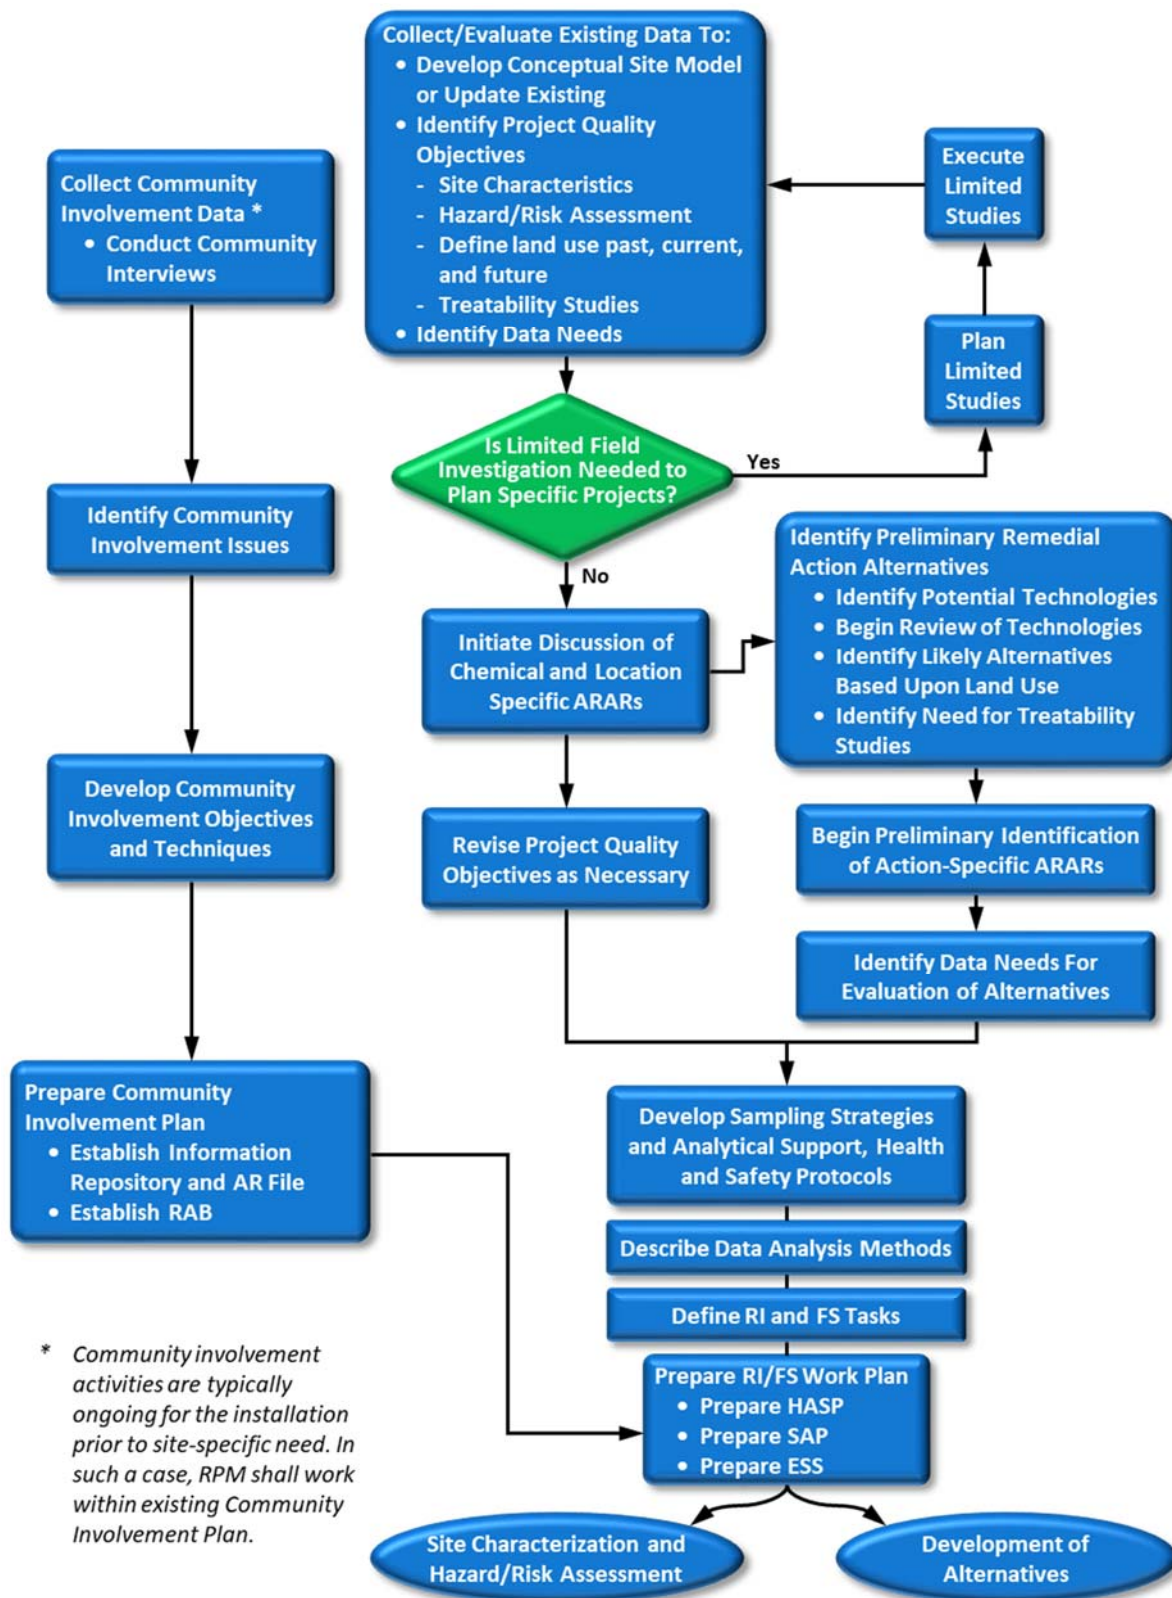 Collect/Evaluate Existing Data To:
• Develop Conceptual Site Model
or Update Existing
• Identify Project Quality
Objectives
- Site Characteristics
- Hazard/Risk Assessment
- Define land use past, current,
and future
- Treatability Studies
• Identify Data Needs
Execute
Limited
Studies
Plan
Limited
Studies
Collect Community
Involvement Data *
• Conduct Community
Interviews
Is Limited Field
Investigation Needed to
Plan Specific Projects?
Yes
No
Identify Community
Involvement Issues
Initiate Discussion of
Chemical and Location
Specific ARARs
Identify Preliminary Remedial
Action Alternatives
• Identify Potential Technologies
• Begin Review of Technologies
• Identify Likely Alternatives
Based Upon Land Use
• Identify Need for Treatability
Studies
Develop Community
Involvement Objectives
and Techniques
Revise Project Quality
Objectives as Necessary
Begin Preliminary Identification
of Action-Specific ARARs
Identify Data Needs For
Evaluation of Alternatives
Prepare Community
Involvement Plan
• Establish Information
Repository and AR File
• Establish RAB
Develop Sampling Strategies
and Analytical Support, Health
and Safety Protocols
Describe Data Analysis Methods
Define RI and FS Tasks
Prepare RI/FS Work Plan
• Prepare HASP
• Prepare SAP
• Prepare ESS
* Community involvement
activities are typically
ongoing for the installation
prior to site-specific need. In
such a case, RPM shall work
within existing Community
Involvement Plan.
Site Characterization and
Hazard/Risk Assessment
Development of
Alternatives